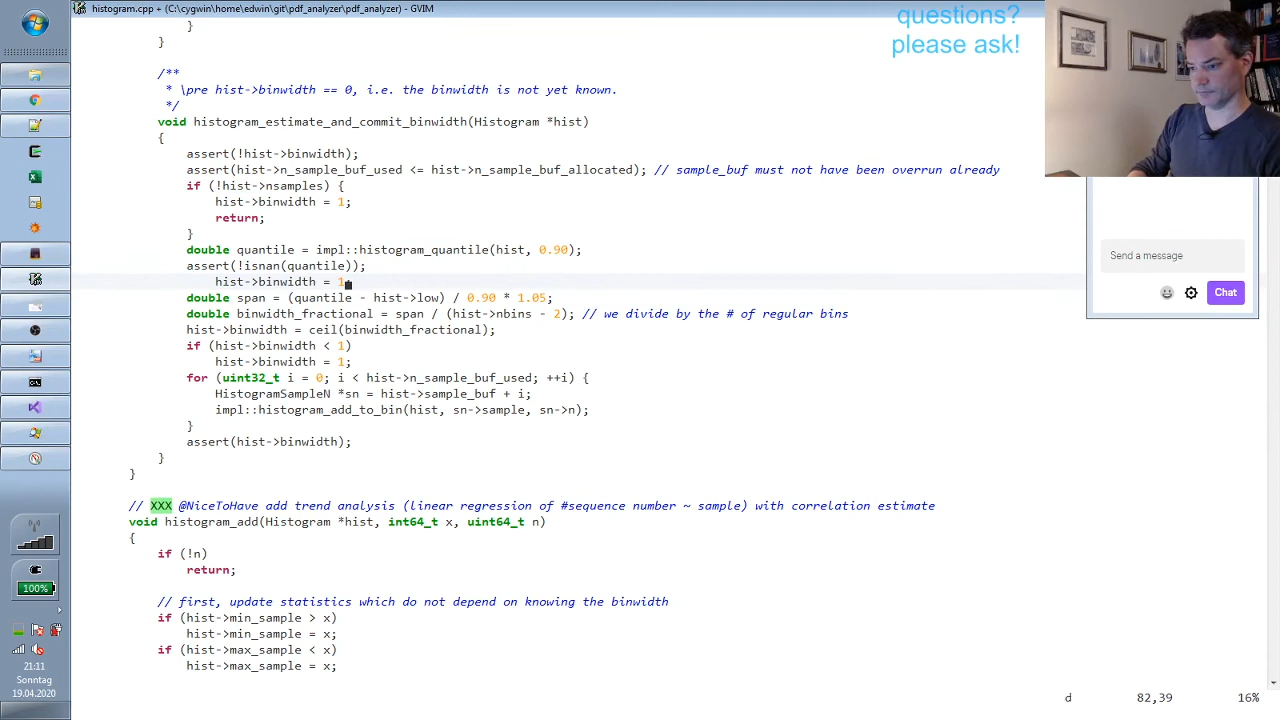 histogram.cpp + (C:\cygwin\home\edwin\git\pdf_analyzer\pdf_analyzer) - GVIM
questions?
please ask!
}
}
/**
* \pre hist->binwidth == 0, i.e. the binwidth is not yet known.
*/
void histogram_estimate_and_commit_binwidth(Histogram *hist)
{
assert(!hist->binwidth);
assert(hist->n_sample_buf_used <= hist->n_sample_buf_allocated); // sample_buf must not have been overrun already
if (!hist->nsamples) {
hist->binwidth = 1;
return;
}
double quantile = impl::histogram_quantile(hist, 0.90);
assert(!isnan(quantile));
hist->binwidth = 1
double span = (quantile - hist->low) / 0.90 * 1.05;
double binwidth_fractional = span / (hist->nbins - 2); // we divide by the # of regular bins
hist->binwidth = ceil(binwidth_fractional);
if (hist->binwidth < 1)
hist->binwidth = 1;
for (uint32_t i = 0; i < hist->n_sample_buf_used; ++i) {
HistogramSampleN *sn = hist->sample_buf + i;
impl::histogram_add_to_bin(hist, sn->sample, sn->n);
}
assert(hist->binwidth);
}
}
// XXX @NiceToHave add trend analysis (linear regression of #sequence number ~ sample) with correlation estimate
void histogram_add(Histogram *hist, int64_t x, uint64_t n)
{
if (!n)
return;
// first, update statistics which do not depend on knowing the binwidth
if (hist->min_sample > x)
hist->min_sample = x;
if (hist->max_sample < x)
hist->max_sample = x;
d 82,39 16%
Send a message
Chat
100%
21:11
Sonntag
19.04.2020